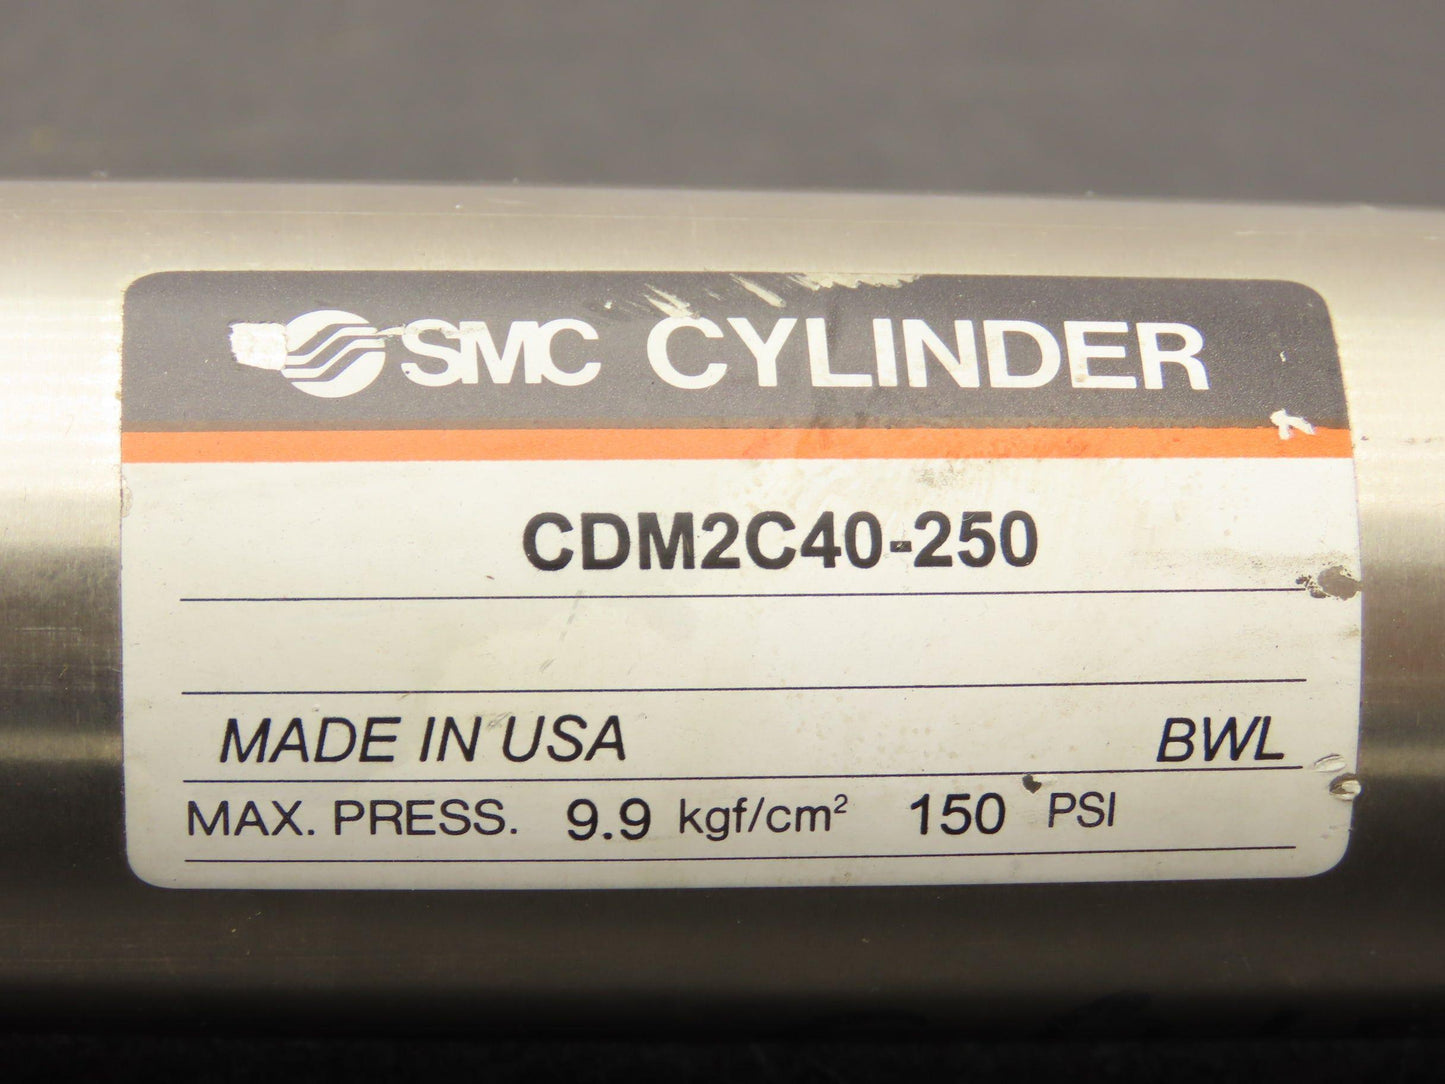 SMC CYLINDER
CDM2C40-250
MADE IN USA BWL
MAX. PRESS. 9.9 kgf/cm² 150 PSI